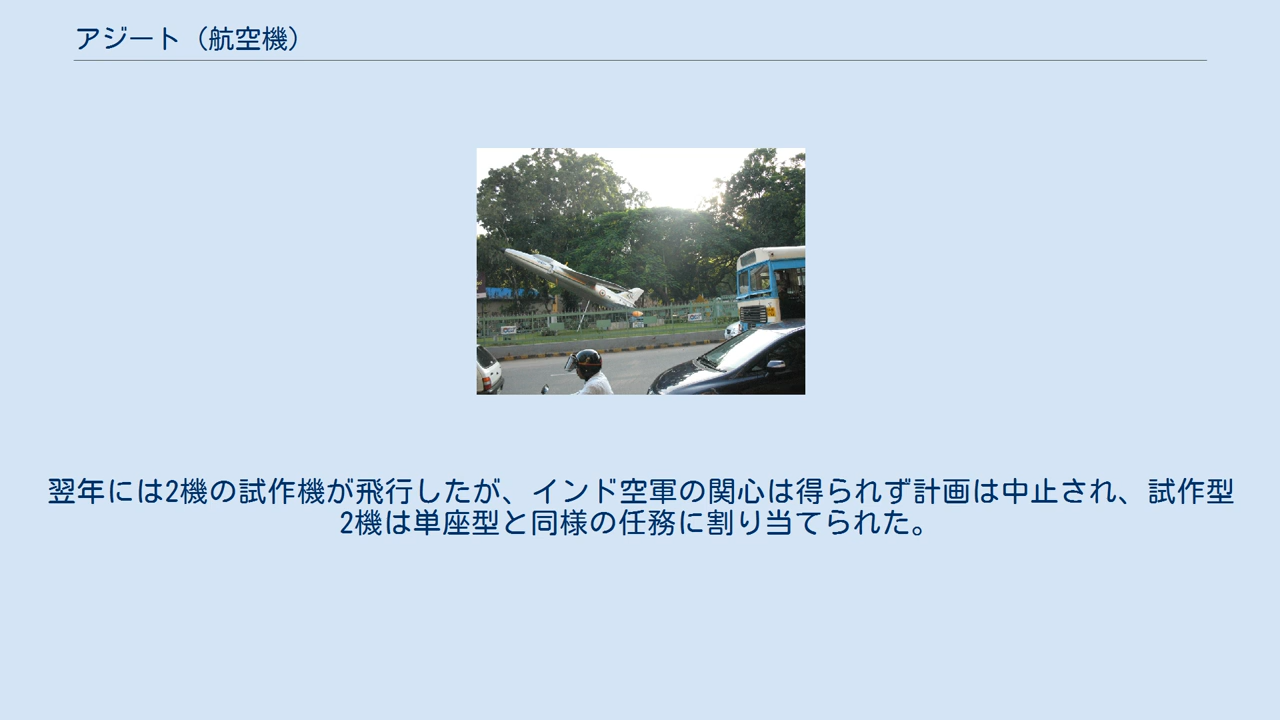 アジート（航空機）
翌年には2機の試作機が飛行したが、インド空軍の関心は得られず計画は中止され、試作型
2機は単座型と同様の任務に割り当てられた。